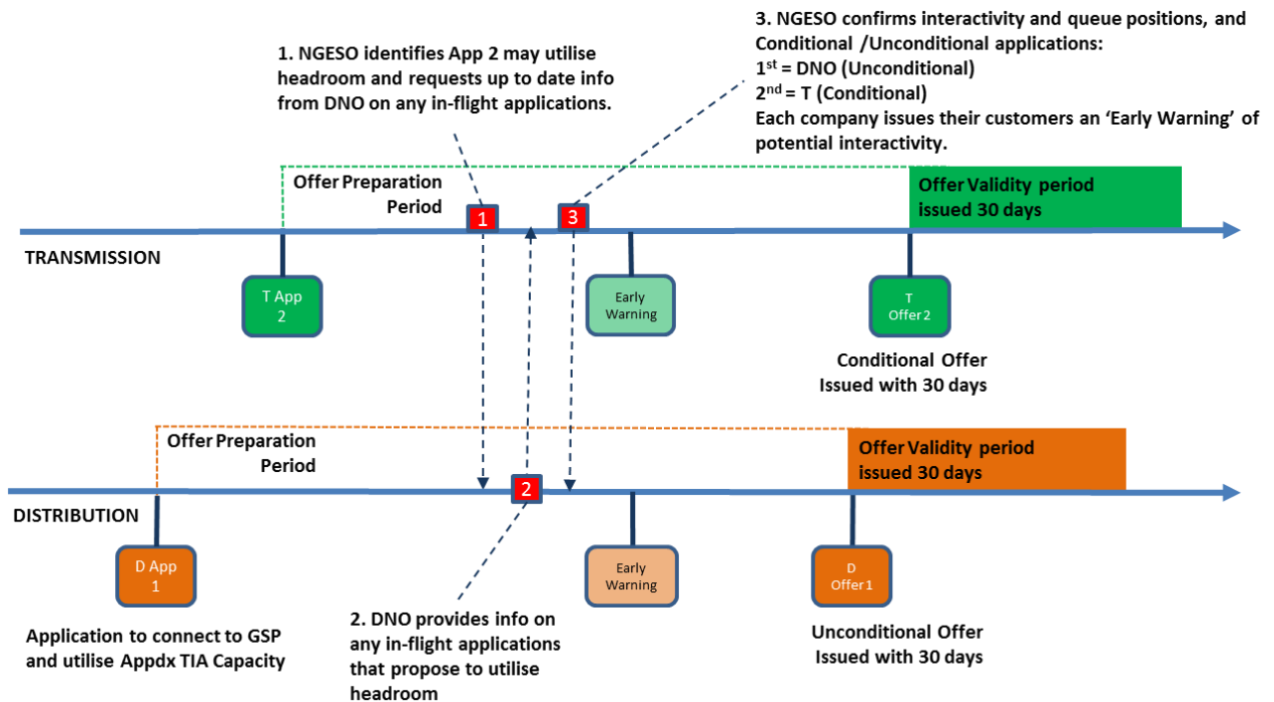 3. NGESO confirms interactivity and queue positions, and
Conditional /Unconditional applications:
1st = DNO (Unconditional)
2nd = T (Conditional)
Each company issues their customers an ‘Early Warning’ of
potential interactivity.
1. NGESO identifies App 2 may utilise
headroom and requests up to date info
from DNO on any in-flight applications.
Offer Preparation
Period
1
3
Offer Validity period
issued 30 days
TRANSMISSION
T App
2
Early
Warning
T
Offer 2
Conditional Offer
Issued with 30 days
Offer Preparation
Period
2
Offer Validity period
issued 30 days
DISTRIBUTION
D App
1
Early
Warning
D
Offer 1
Application to connect to GSP
and utilise Appdx TIA Capacity
2. DNO provides info on
any in-flight applications
that propose to utilise
headroom
Unconditional Offer
Issued with 30 days